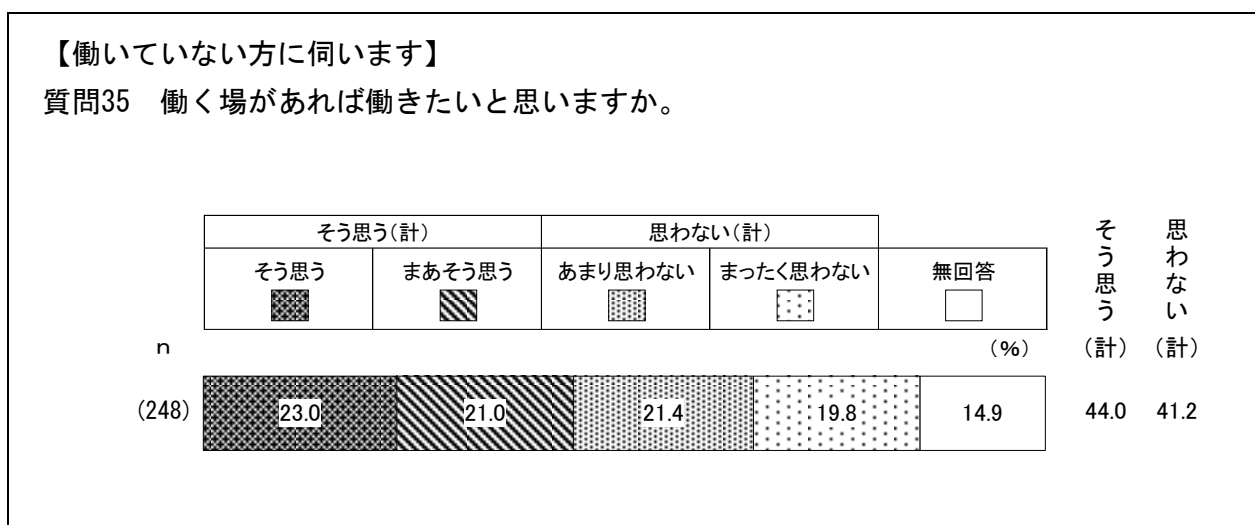 【働いていない方に伺います】
質問35　働く場があれば働きたいと思いますか。
そう思う(計)
思わない(計)
そう思う
まあそう思う
あまり思わない
まったく思わない
無回答
そう思う(計)
思わない(計)
n
(%)
(248)
23.0
21.0
21.4
19.8
14.9
44.0
41.2